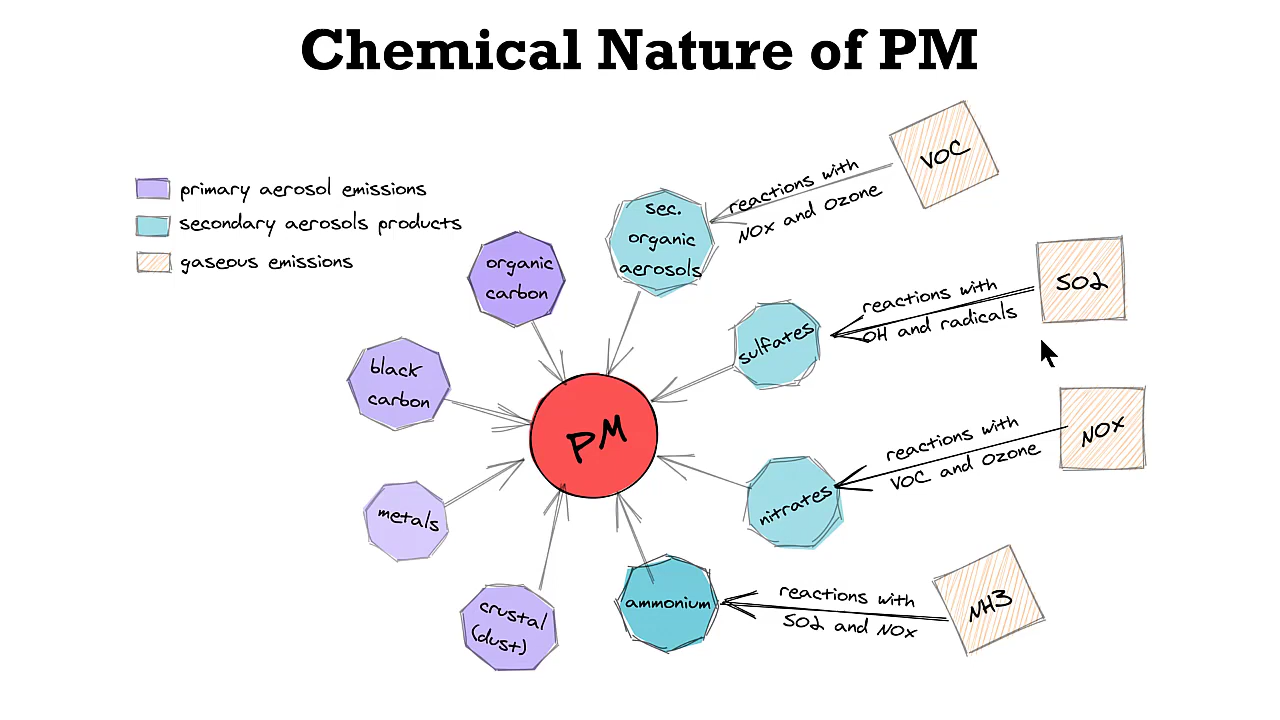 Chemical Nature of PM
primary aerosol emissions
secondary aerosols products
gaseous emissions
organic
carbon
black
carbon
metals
crustal
(dust)
PM
sec.
organic
aerosols
reactions with
NOx and Ozone
VOC
sulfates
reactions with
OH and radicals
SO2
nitrates
reactions with
VOC and Ozone
NOx
ammonium
reactions with
SO2 and NOx
NH3